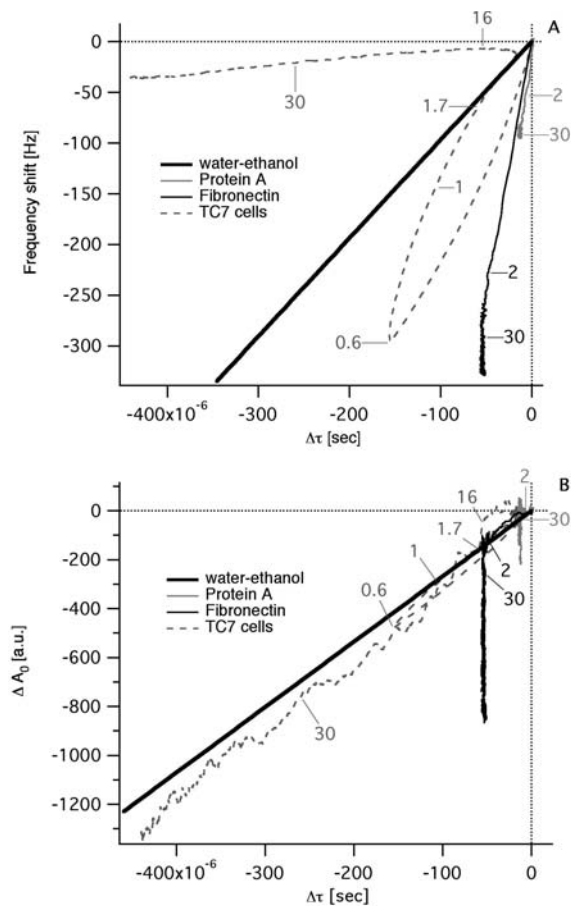 A
16
0
-50
-100
-150
-200
-250
-300
Frequency shift [Hz]
30
1.7
2
30
water-ethanol
Protein A
Fibronectin
TC7 cells
1
2
0.6
30
-400x10⁻⁶
-300
-200
-100
0
Δτ [sec]
B
2
16
0
-200
-400
-600
-800
-1000
-1200
Δ A₀ [a.u.]
30
1.7
1
0.6
2
30
water-ethanol
Protein A
Fibronectin
TC7 cells
30
-400x10⁻⁶
-300
-200
-100
0
Δτ [sec]